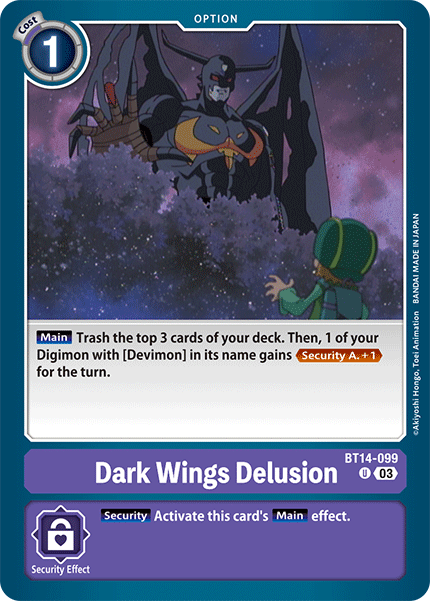 OPTION
Cost
1
Main Trash the top 3 cards of your deck. Then, 1 of your
Digimon with [Devimon] in its name gains Security A. +1
for the turn.
©Akiyoshi Hongo, Toei Animation BANDAI MADE IN JAPAN
BT14-099
Dark Wings Delusion U 03
Security Activate this card's Main effect.
Security Effect